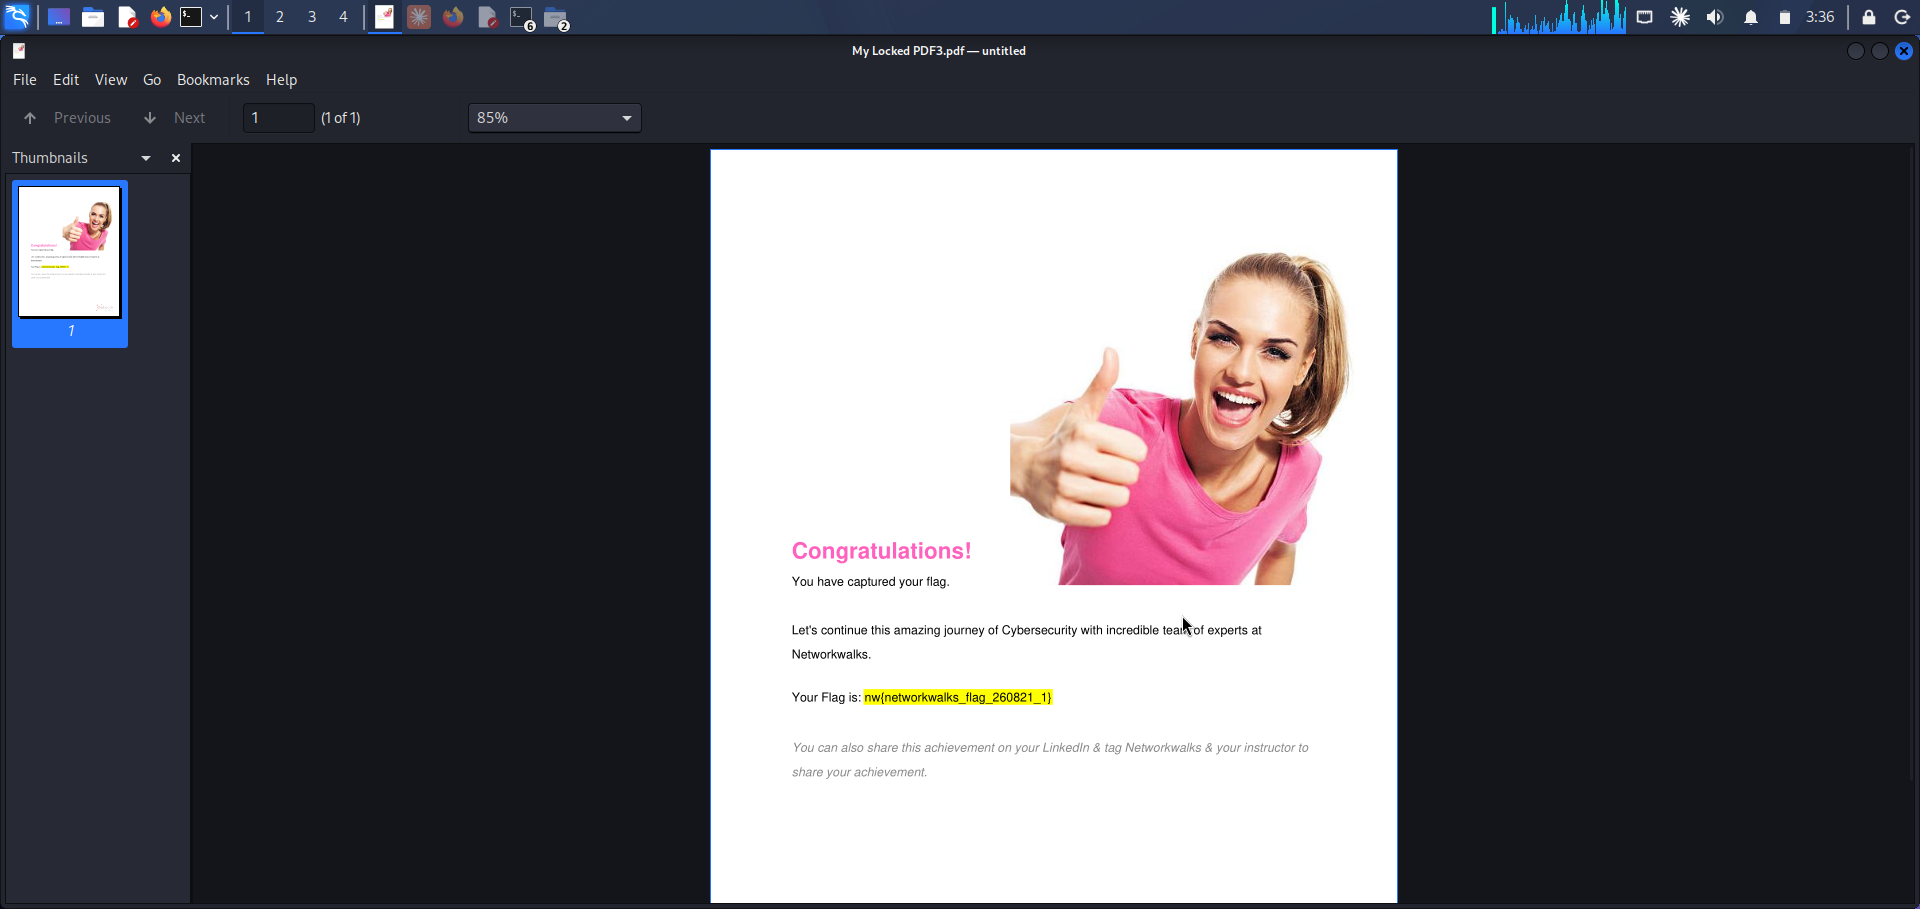 1 2 3 4 6 2 3:36
My Locked PDF3.pdf — untitled
File Edit View Go Bookmarks Help
Previous Next 1 (1 of 1) 85%
Thumbnails
1
Congratulations!
You have captured your flag.
Let's continue this amazing journey of Cybersecurity with incredible team of experts at
Networkwalks.
Your Flag is: nw{networkwalks_flag_260821_1}
You can also share this achievement on your LinkedIn & tag Networkwalks & your instructor to
share your achievement.